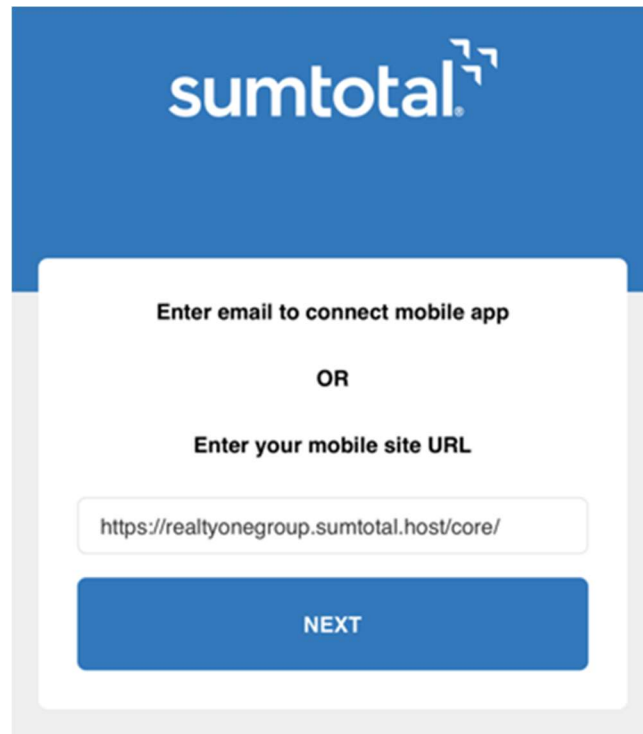 sumtotal®
Enter email to connect mobile app
OR
Enter your mobile site URL
https://realtyonegroup.sumtotal.host/core/
NEXT